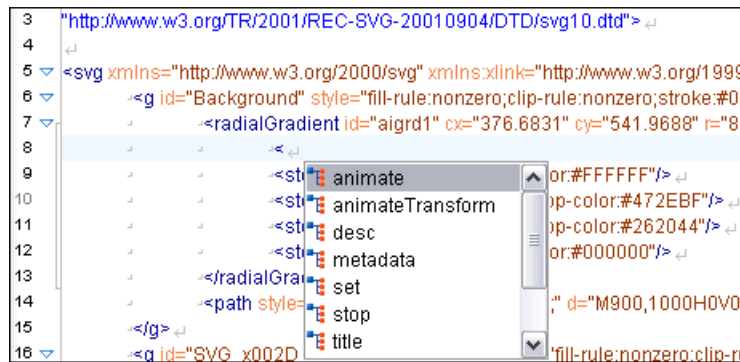 3 "http://www.w3.org/TR/2001/REC-SVG-20010904/DTD/svg10.dtd">
4
5 <svg xmlns="http://www.w3.org/2000/svg" xmlns:xlink="http://www.w3.org/1999
6 <g id="Background" style="fill-rule:nonzero;clip-rule:nonzero;stroke:#0
7 <radialGradient id="aigrd1" cx="376.6831" cy="541.9688" r="8
8 <
9 <st animate or:#FFFFFF"/>
10 <st animateTransform op-color:#472EBF"/>
11 <st desc op-color:#262044"/>
12 <st metadata or:#000000"/>
13 </radialGra set
14 <path style= stop ;" d="M900,1000H0V0
15 </g>
title
16 <g id="SVG_x002D "fill-rule:nonzero;clip-r